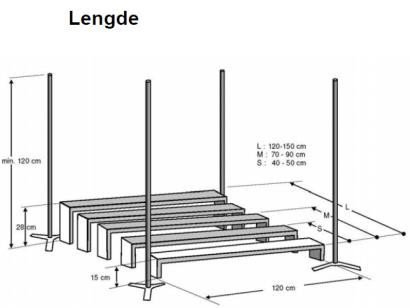 Lengde
L : 120-150 cm
M : 70 - 90 cm
S : 40 - 50 cm
min. 120 cm
L
M
S
28 cm
15 cm
120 cm